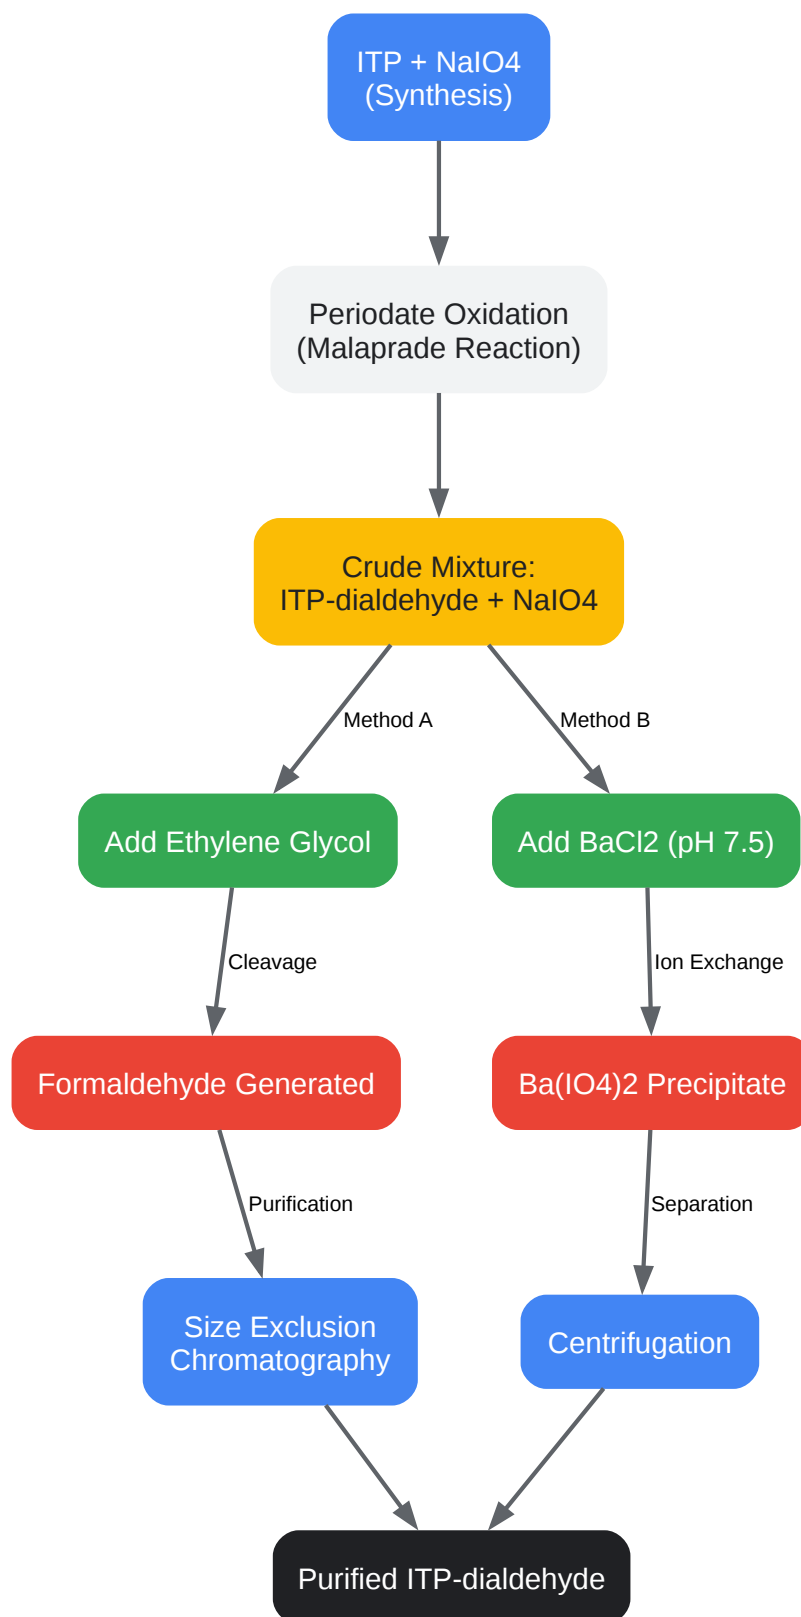 ITP + NaIO4
(Synthesis)
Periodate Oxidation
(Malaprade Reaction)
Crude Mixture:
ITP-dialdehyde + NaIO4
Method A
Method B
Add Ethylene Glycol
Add BaCl2 (pH 7.5)
Cleavage
Ion Exchange
Formaldehyde Generated
Ba(IO4)2 Precipitate
Purification
Separation
Size Exclusion
Chromatography
Centrifugation
Purified ITP-dialdehyde